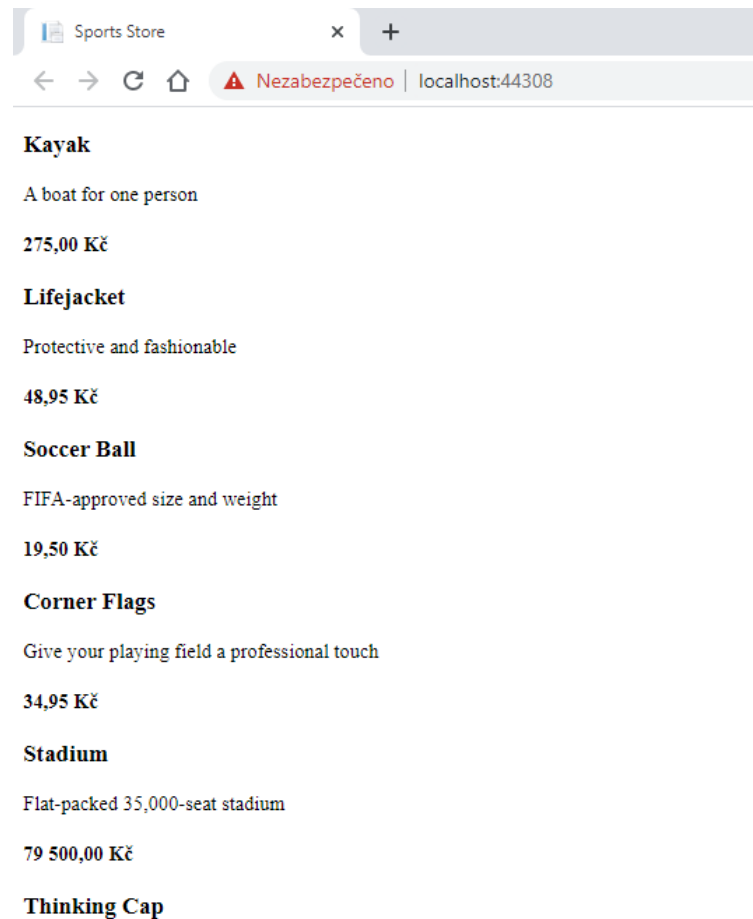 Sports Store
Nezabezpečeno | localhost:44308
Kayak
A boat for one person
275,00 Kč
Lifejacket
Protective and fashionable
48,95 Kč
Soccer Ball
FIFA-approved size and weight
19,50 Kč
Corner Flags
Give your playing field a professional touch
34,95 Kč
Stadium
Flat-packed 35,000-seat stadium
79 500,00 Kč
Thinking Cap